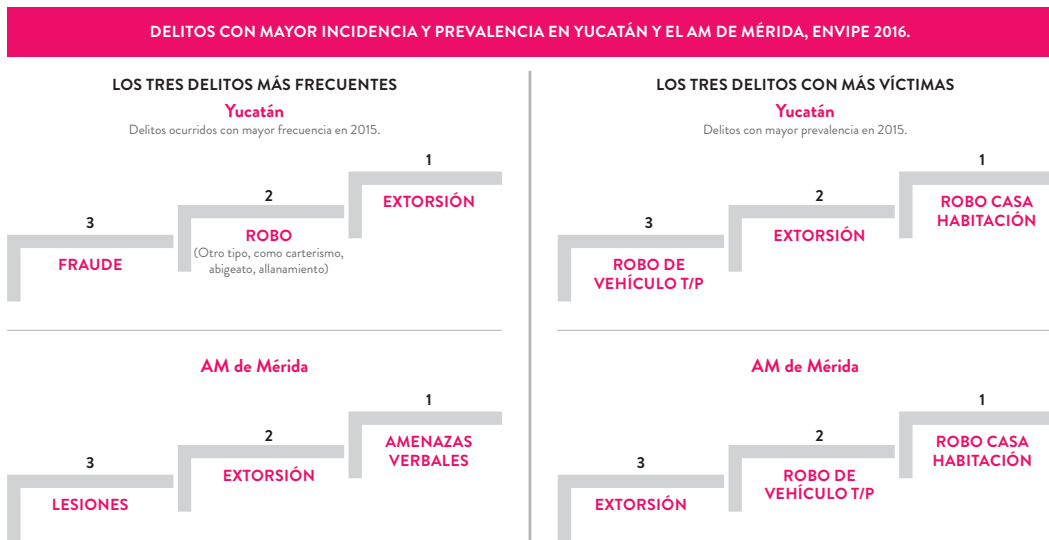 DELITOS CON MAYOR INCIDENCIA Y PREVALENCIA EN YUCATÁN Y EL AM DE MÉRIDA, ENVIPE 2016.
LOS TRES DELITOS MÁS FRECUENTES
Yucatán
Delitos ocurridos con mayor frecuencia en 2015.
1
EXTORSIÓN
2
ROBO
(Otro tipo, como carterismo,
abigeato, allanamiento)
3
FRAUDE
AM de Mérida
1
AMENAZAS
VERBALES
2
EXTORSIÓN
3
LESIONES
LOS TRES DELITOS CON MÁS VÍCTIMAS
Yucatán
Delitos con mayor prevalencia en 2015.
1
ROBO CASA
HABITACIÓN
2
EXTORSIÓN
3
ROBO DE
VEHÍCULO T/P
AM de Mérida
1
ROBO CASA
HABITACIÓN
2
ROBO DE
VEHÍCULO T/P
3
EXTORSIÓN